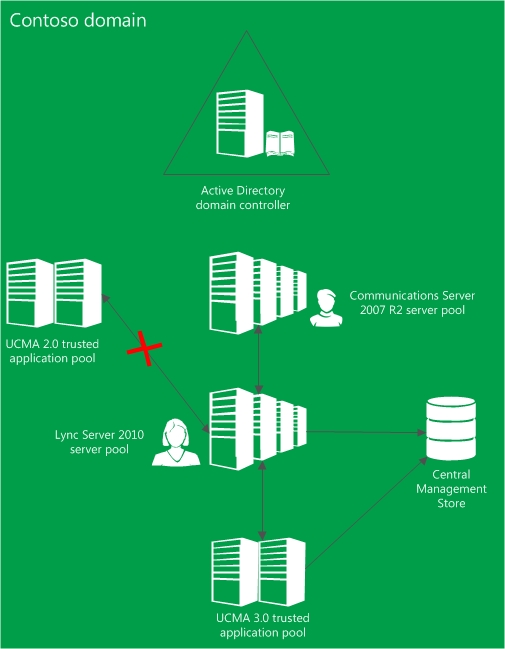 Contoso domain
Active Directory
domain controller
Communications Server
2007 R2 server pool
UCMA 2.0 trusted
application pool
Lync Server 2010
server pool
Central
Management
Store
UCMA 3.0 trusted
application pool